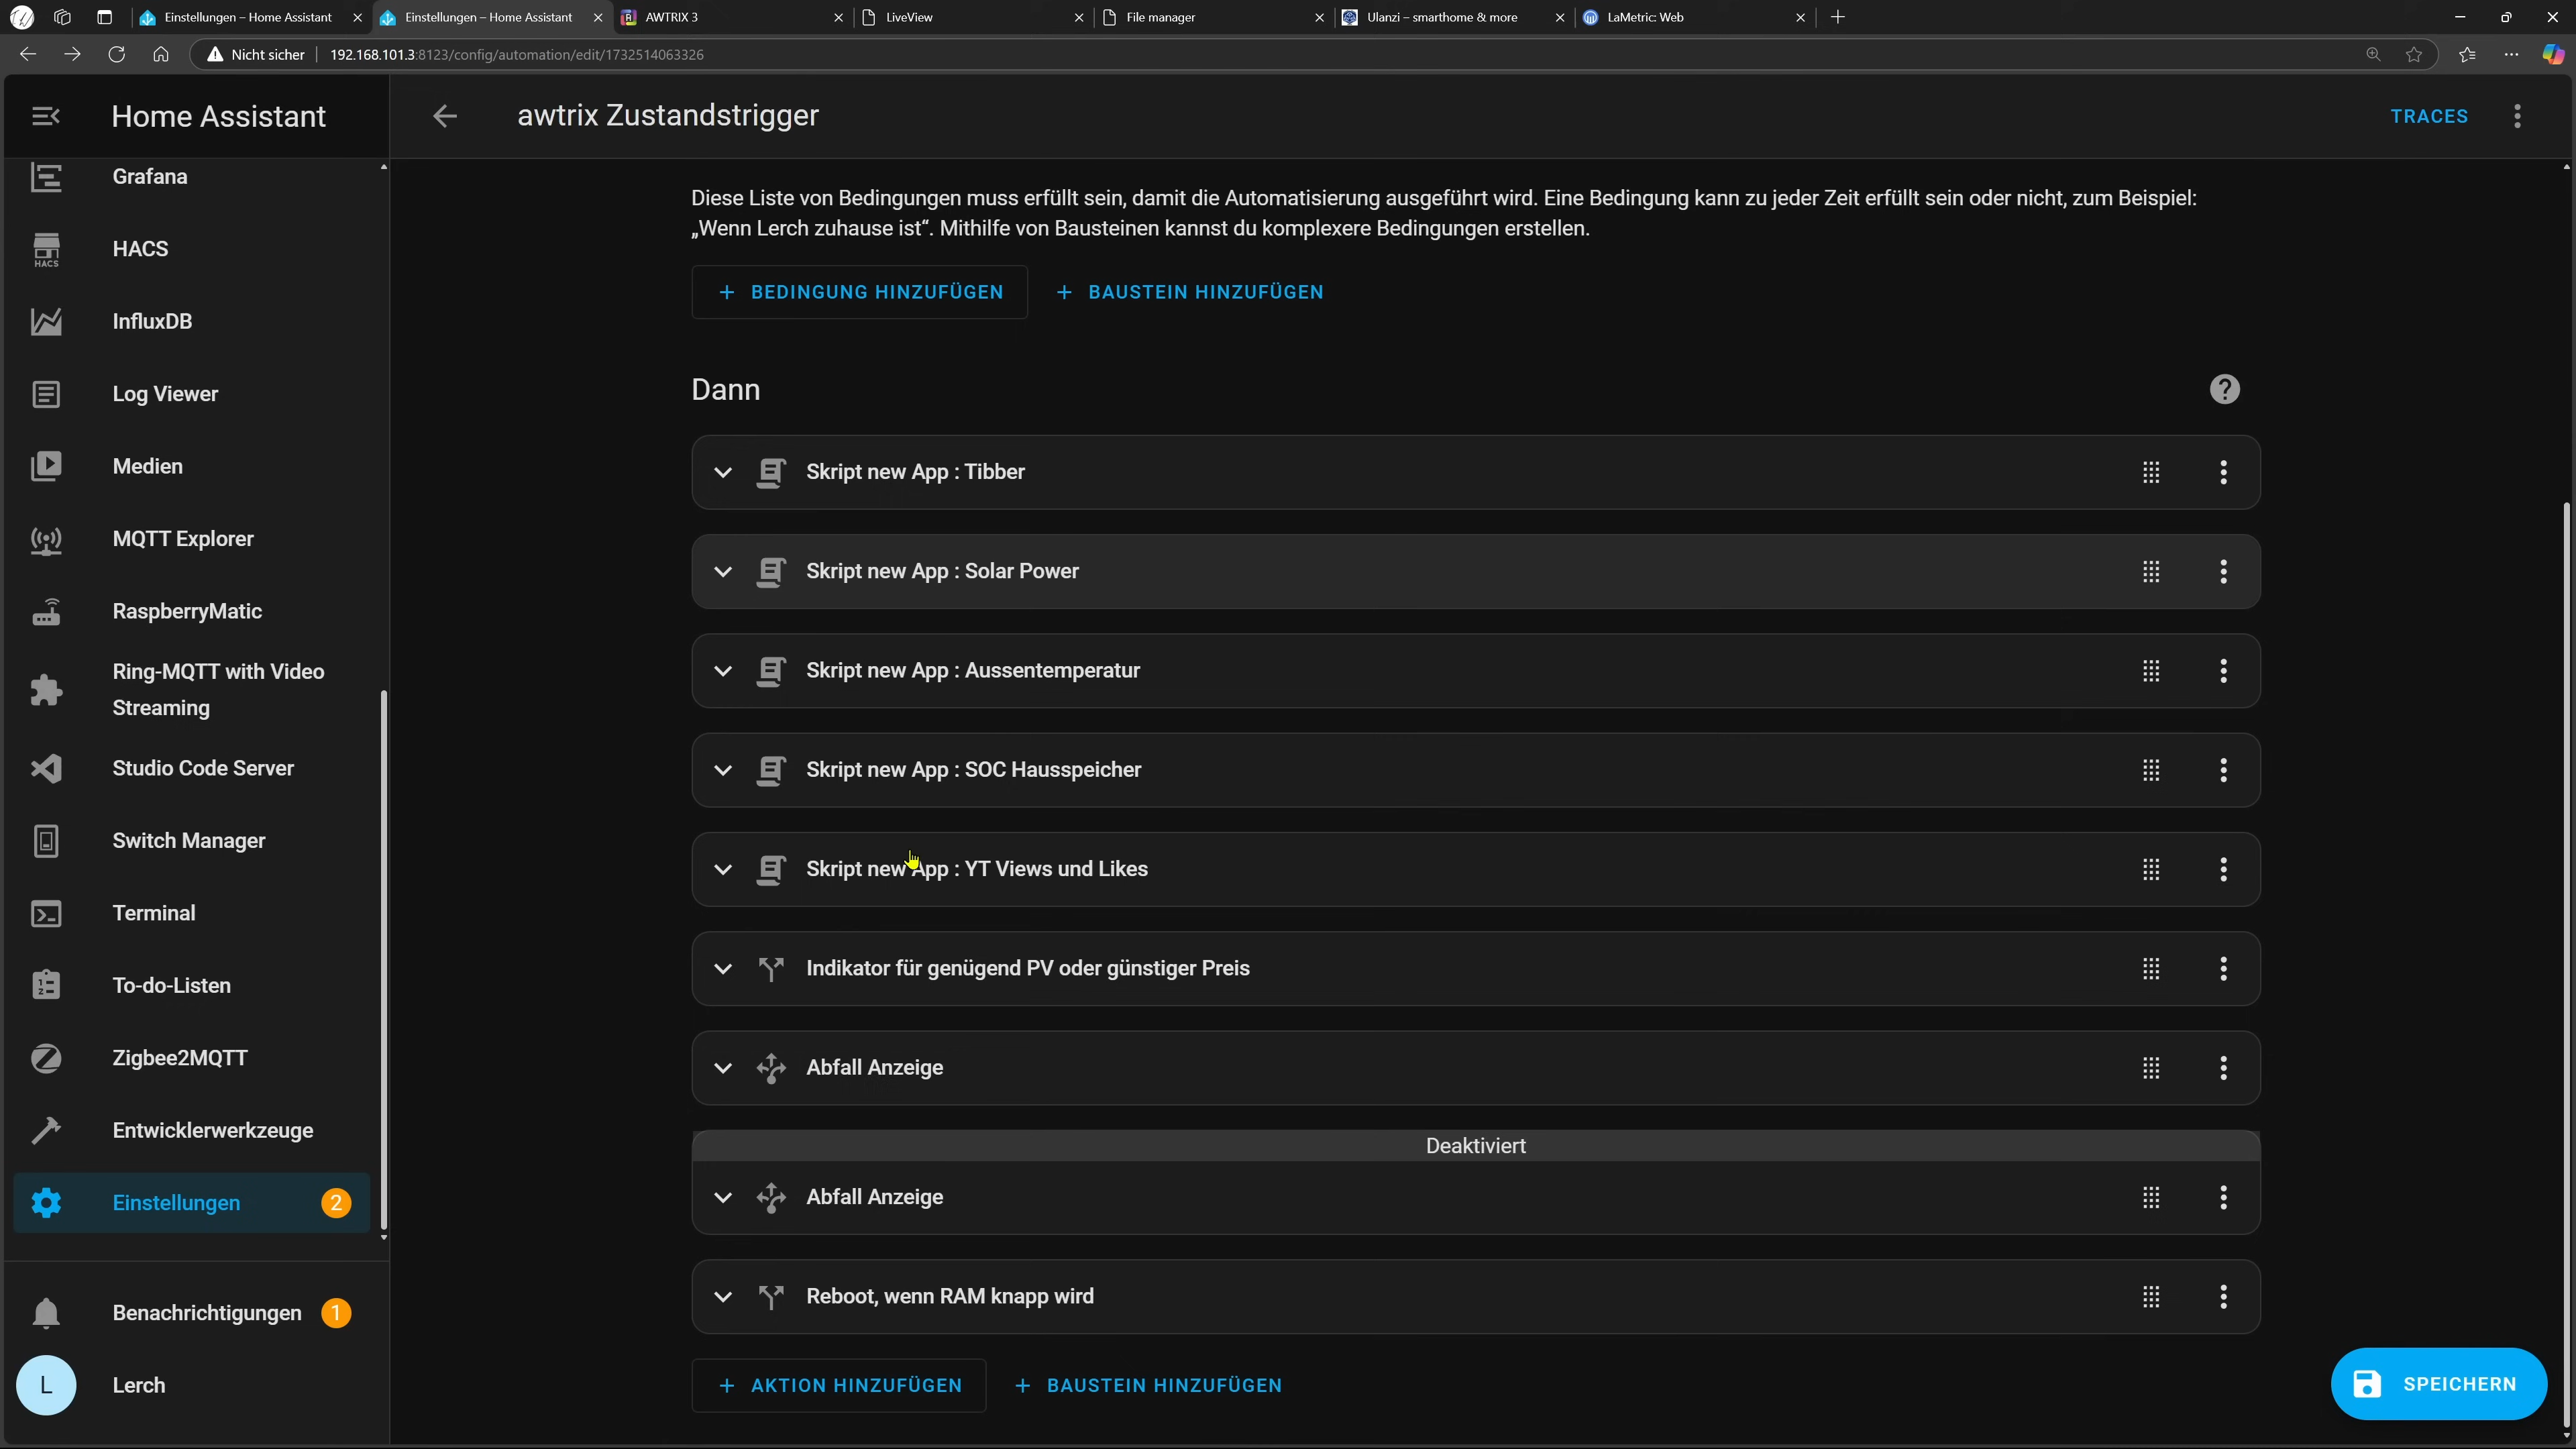 Einstellungen – Home Assistant
Einstellungen – Home Assistant
AWTRIX 3
LiveView
File manager
Ulanzi – smarthome & more
LaMetric: Web
Nicht sicher
192.168.101.3:8123/config/automation/edit/1732514063326
Home Assistant
awtrix Zustandstrigger
TRACES
Grafana
HACS
HACS
InfluxDB
Log Viewer
Medien
MQTT Explorer
RaspberryMatic
Ring-MQTT with Video
Streaming
Studio Code Server
Switch Manager
Terminal
To-do-Listen
Zigbee2MQTT
Entwicklerwerkzeuge
Einstellungen
2
Benachrichtigungen
1
L
Lerch
Diese Liste von Bedingungen muss erfüllt sein, damit die Automatisierung ausgeführt wird. Eine Bedingung kann zu jeder Zeit erfüllt sein oder nicht, zum Beispiel:
„Wenn Lerch zuhause ist“. Mithilfe von Bausteinen kannst du komplexere Bedingungen erstellen.
+ BEDINGUNG HINZUFÜGEN
+ BAUSTEIN HINZUFÜGEN
Dann
Skript new App : Tibber
Skript new App : Solar Power
Skript new App : Aussentemperatur
Skript new App : SOC Hausspeicher
Skript new App : YT Views und Likes
Indikator für genügend PV oder günstiger Preis
Abfall Anzeige
Deaktiviert
Abfall Anzeige
Reboot, wenn RAM knapp wird
+ AKTION HINZUFÜGEN
+ BAUSTEIN HINZUFÜGEN
SPEICHERN